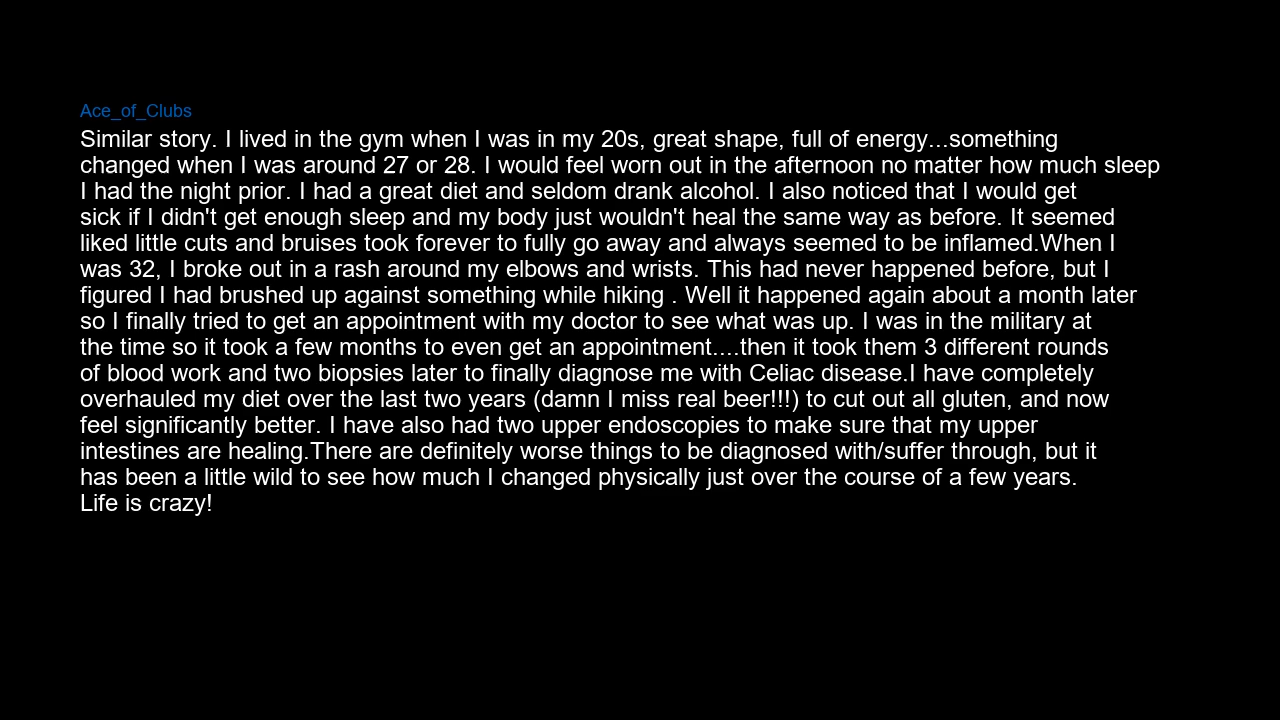 Ace_of_Clubs
Similar story. I lived in the gym when I was in my 20s, great shape, full of energy...something
changed when I was around 27 or 28. I would feel worn out in the afternoon no matter how much sleep
I had the night prior. I had a great diet and seldom drank alcohol. I also noticed that I would get
sick if I didn't get enough sleep and my body just wouldn't heal the same way as before. It seemed
liked little cuts and bruises took forever to fully go away and always seemed to be inflamed.When I
was 32, I broke out in a rash around my elbows and wrists. This had never happened before, but I
figured I had brushed up against something while hiking . Well it happened again about a month later
so I finally tried to get an appointment with my doctor to see what was up. I was in the military at
the time so it took a few months to even get an appointment....then it took them 3 different rounds
of blood work and two biopsies later to finally diagnose me with Celiac disease.I have completely
overhauled my diet over the last two years (damn I miss real beer!!!) to cut out all gluten, and now
feel significantly better. I have also had two upper endoscopies to make sure that my upper
intestines are healing.There are definitely worse things to be diagnosed with/suffer through, but it
has been a little wild to see how much I changed physically just over the course of a few years.
Life is crazy!